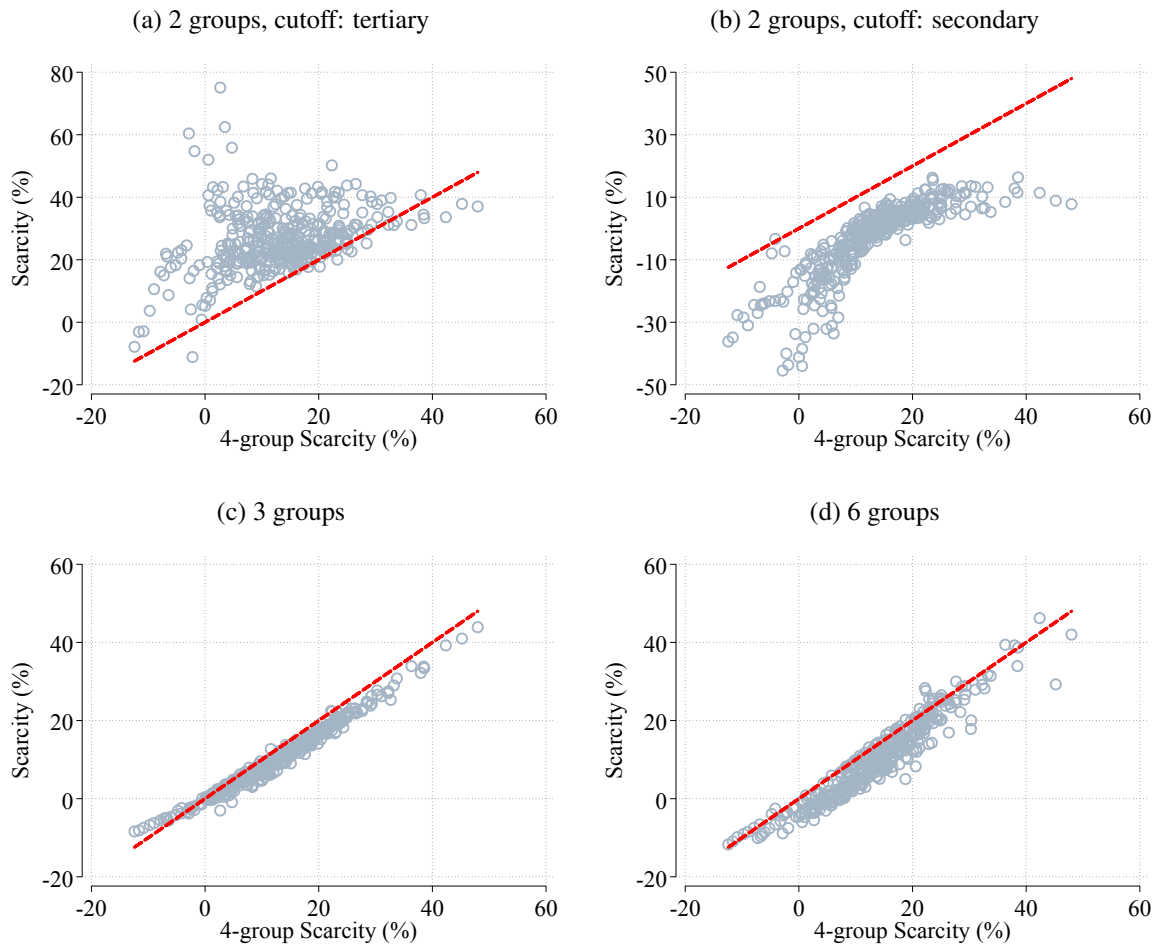 (a) 2 groups, cutoff: tertiary
80
60
40
20
0
-20
Scarcity (%)
-20 0 20 40 60
4-group Scarcity (%)
(b) 2 groups, cutoff: secondary
50
30
10
-10
-30
-50
Scarcity (%)
-20 0 20 40 60
4-group Scarcity (%)
(c) 3 groups
60
40
20
0
-20
Scarcity (%)
-20 0 20 40 60
4-group Scarcity (%)
(d) 6 groups
60
40
20
0
-20
Scarcity (%)
-20 0 20 40 60
4-group Scarcity (%)